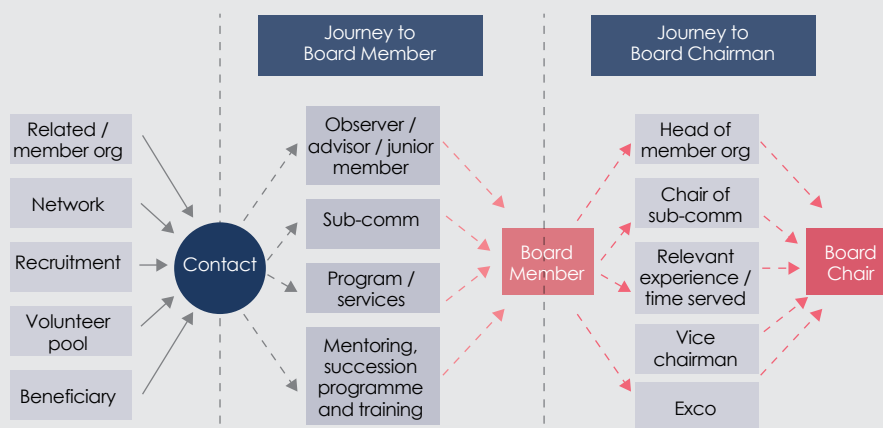 Journey to
Board Member
Journey to
Board Chairman
Related /
member org
Network
Recruitment
Volunteer
pool
Beneficiary
Contact
Observer /
advisor / junior
member
Sub-comm
Program /
services
Mentoring,
succession
programme
and training
Board
Member
Head of
member org
Chair of
sub-comm
Relevant
experience /
time served
Vice
chairman
Exco
Board
Chair